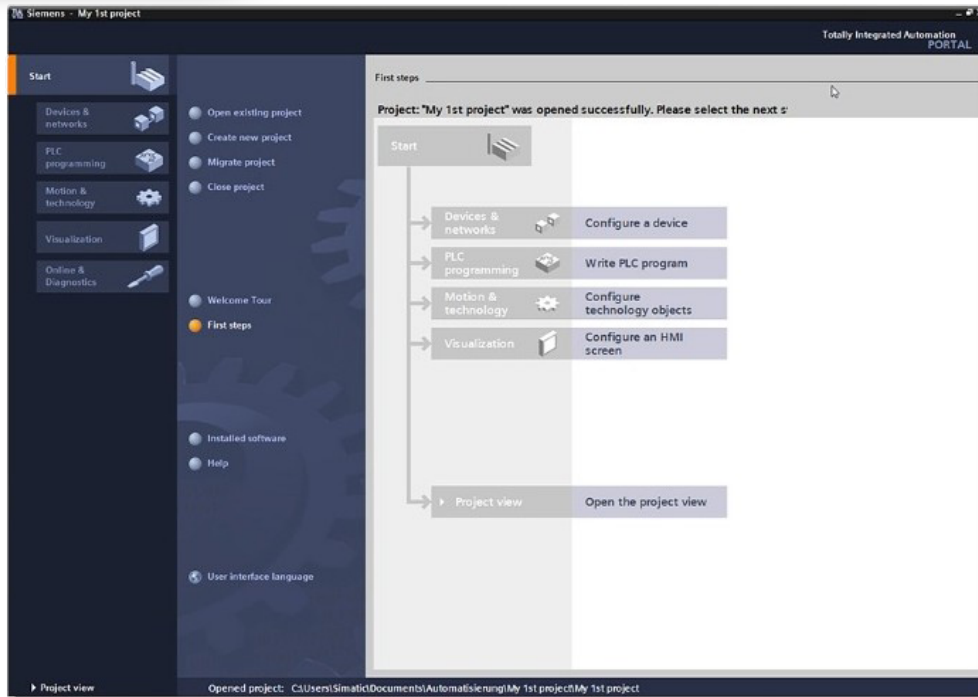 Siemens - My 1st project
Totally Integrated Automation
PORTAL
Start
Devices &
networks
PLC
programming
Motion &
technology
Visualization
Online &
Diagnostics
Open existing project
Create new project
Migrate project
Close project
Welcome Tour
First steps
Installed software
Help
User interface language
First steps
Project: "My 1st project" was opened successfully. Please select the next
Start
Devices &
networks
Configure a device
PLC
programming
Write PLC program
Motion &
technology
Configure
technology objects
Visualization
Configure an HMI
screen
Project view
Open the project view
Project view
Opened project: C:\Users\Simatic\Documents\Automatisierung\My 1st project\My 1st project